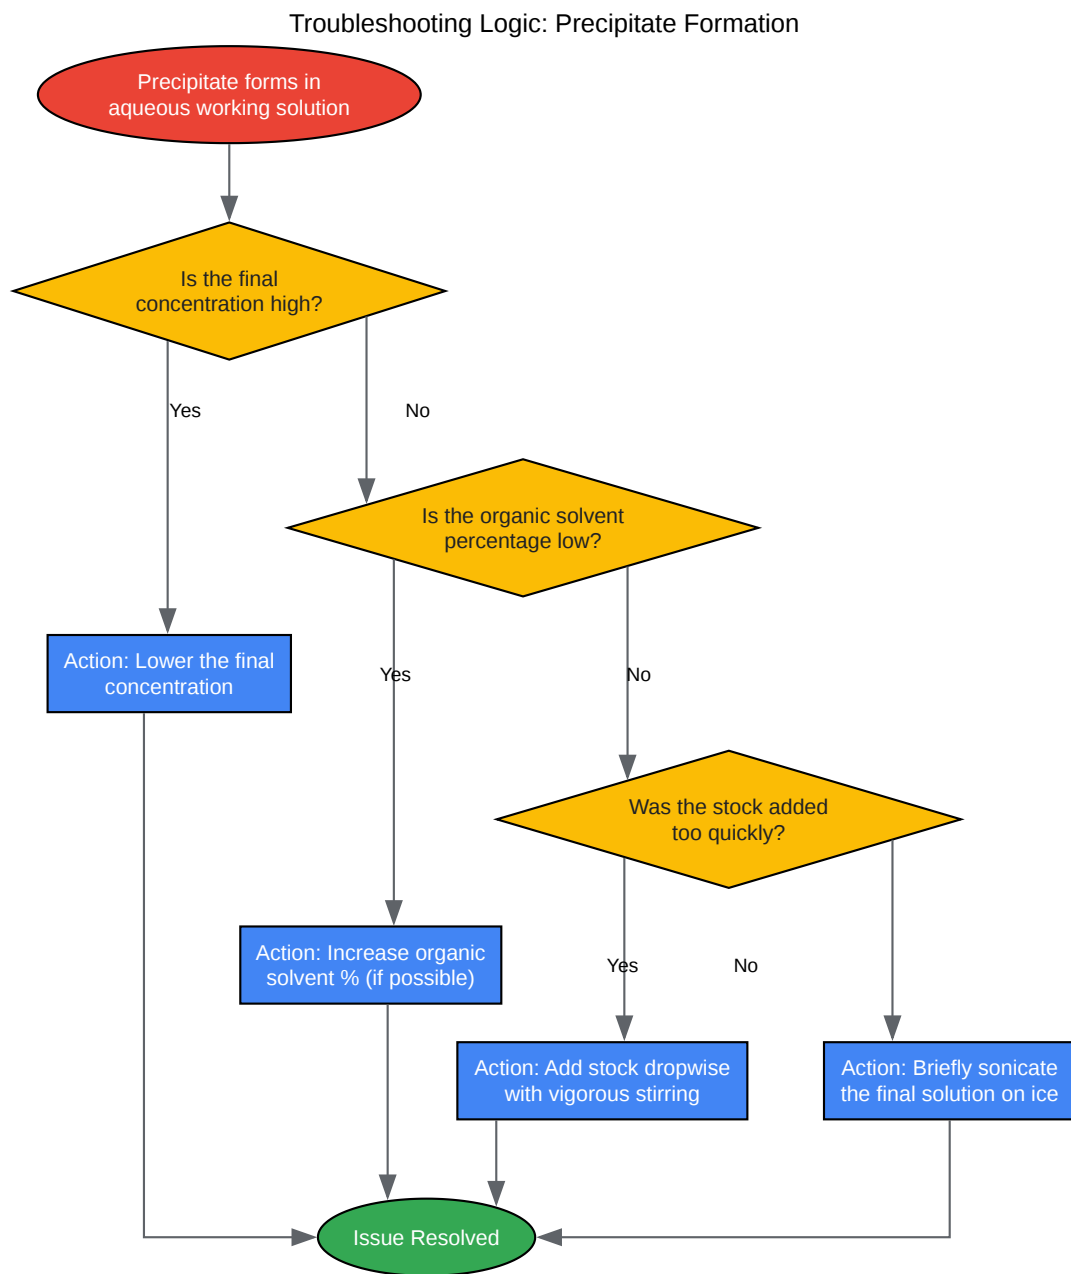 Troubleshooting Logic: Precipitate Formation
Precipitate forms in
aqueous working solution
Is the final
concentration high?
Yes
No
Is the organic solvent
percentage low?
Action: Lower the final
concentration
Yes
No
Was the stock added
too quickly?
Action: Increase organic
solvent % (if possible)
Yes
No
Action: Add stock dropwise
with vigorous stirring
Action: Briefly sonicate
the final solution on ice
Issue Resolved